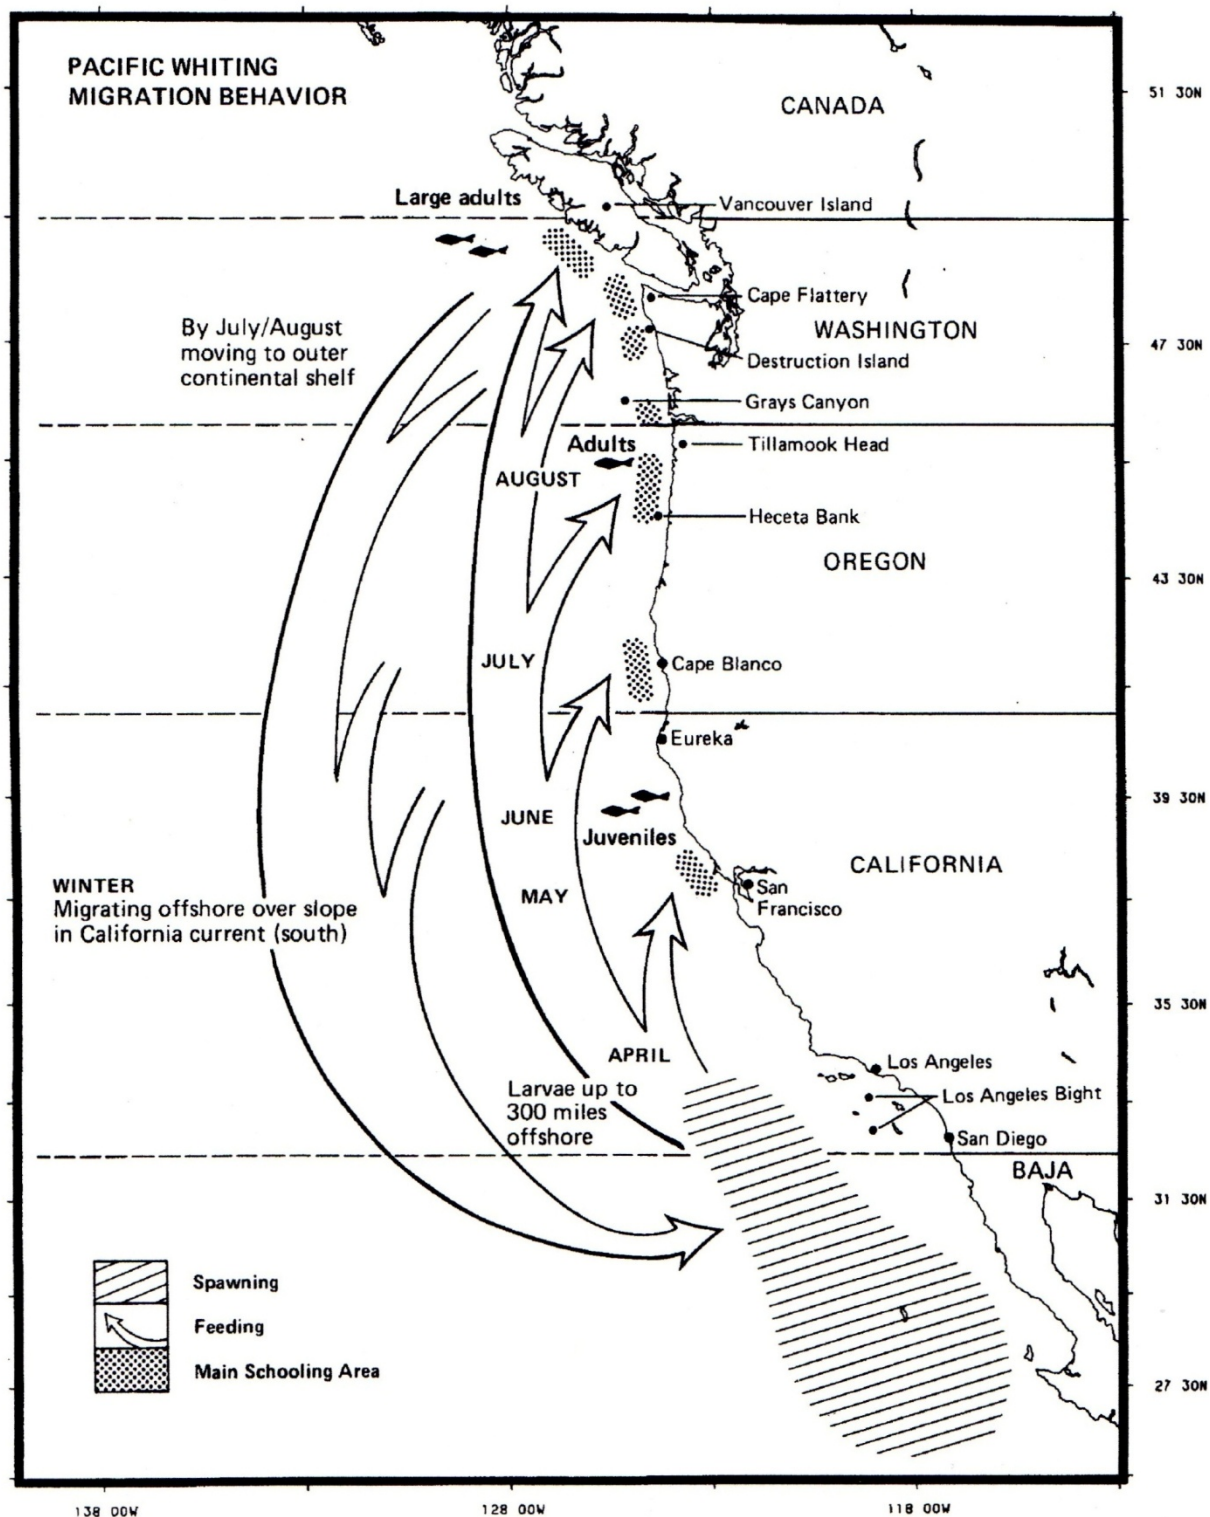 PACIFIC WHITING
MIGRATION BEHAVIOR
51 30N
CANADA
Large adults
Vancouver Island
Cape Flattery
By July/August
moving to outer
continental shelf
WASHINGTON
47 30N
Destruction Island
Grays Canyon
Adults
Tillamook Head
AUGUST
Heceta Bank
OREGON
43 30N
JULY
Cape Blanco
Eureka
39 30N
JUNE
Juveniles
CALIFORNIA
WINTER
Migrating offshore over slope
in California current (south)
MAY
San
Francisco
35 30N
APRIL
Los Angeles
Larvae up to
300 miles
offshore
Los Angeles Bight
San Diego
BAJA
31 30N
Spawning
Feeding
Main Schooling Area
27 30N
138 00W
128 00W
118 00W